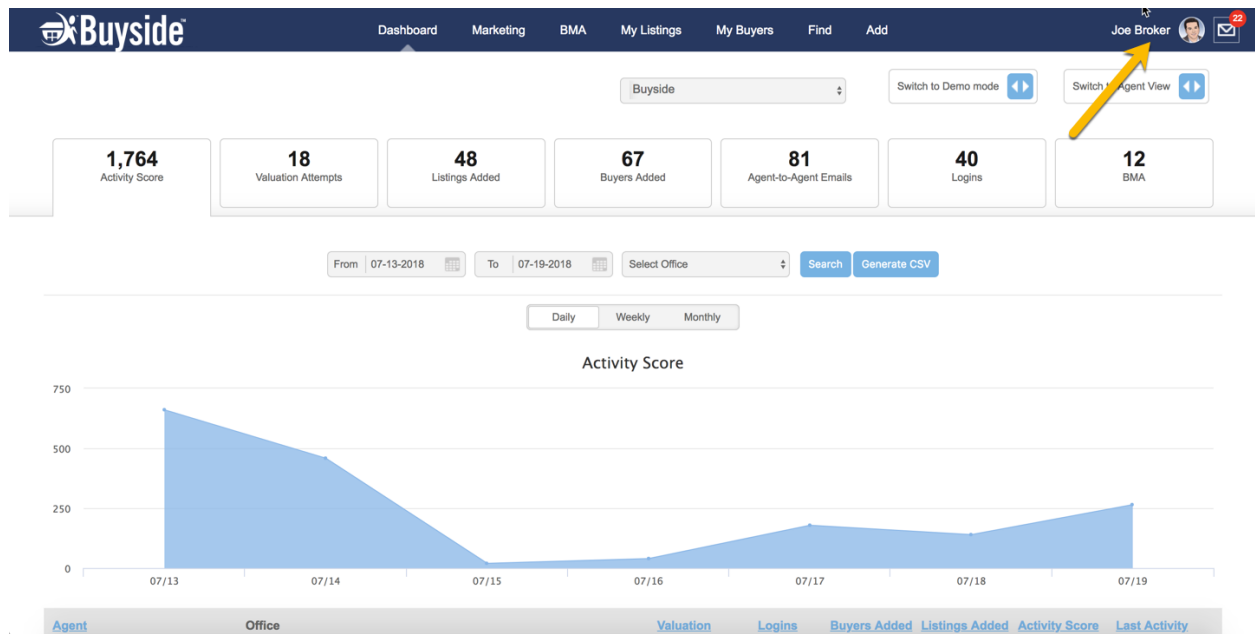 Buyside™
Dashboard Marketing BMA My Listings My Buyers Find Add
Joe Broker 22
Buyside
Switch to Demo mode
Switch to Agent View
1,764
Activity Score
18
Valuation Attempts
48
Listings Added
67
Buyers Added
81
Agent-to-Agent Emails
40
Logins
12
BMA
From 07-13-2018 To 07-19-2018 Select Office Search Generate CSV
Daily Weekly Monthly
Activity Score
750
500
250
0
07/13 07/14 07/15 07/16 07/17 07/18 07/19
Agent Office Valuation Logins Buyers Added Listings Added Activity Score Last Activity